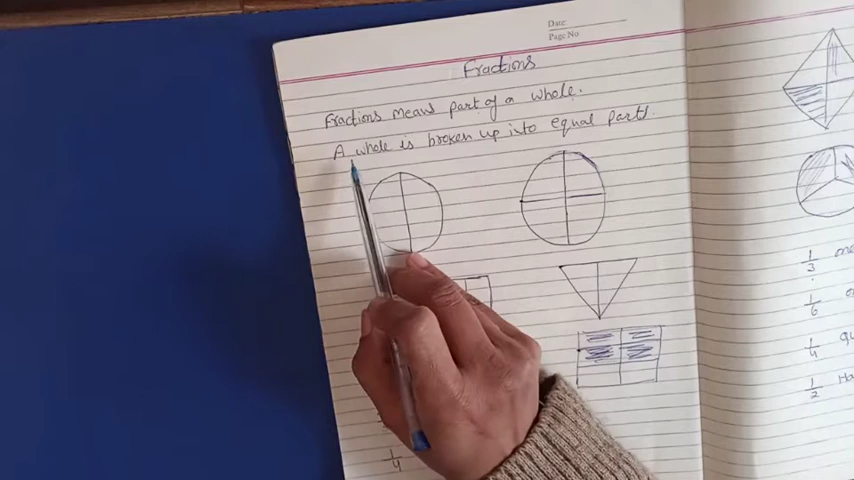 Date
Page No
Fractions
Fractions means part of a whole.
A whole is broken up into equal parts.
1/3
1/6
1/4
1/2
1/4